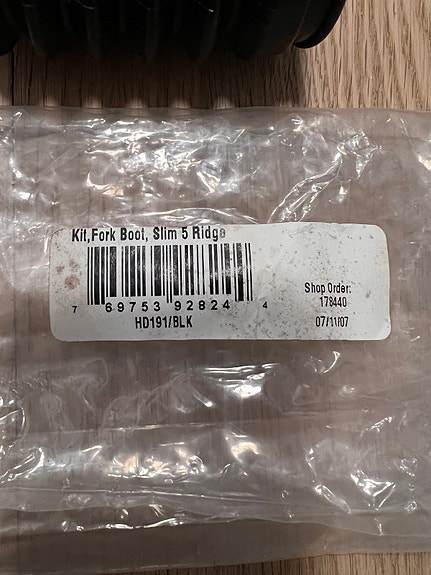 Kit,Fork Boot, Slim 5 Ridge
7 69753 92824 4
HD191/BLK
Shop Order:
178440
07/11/07